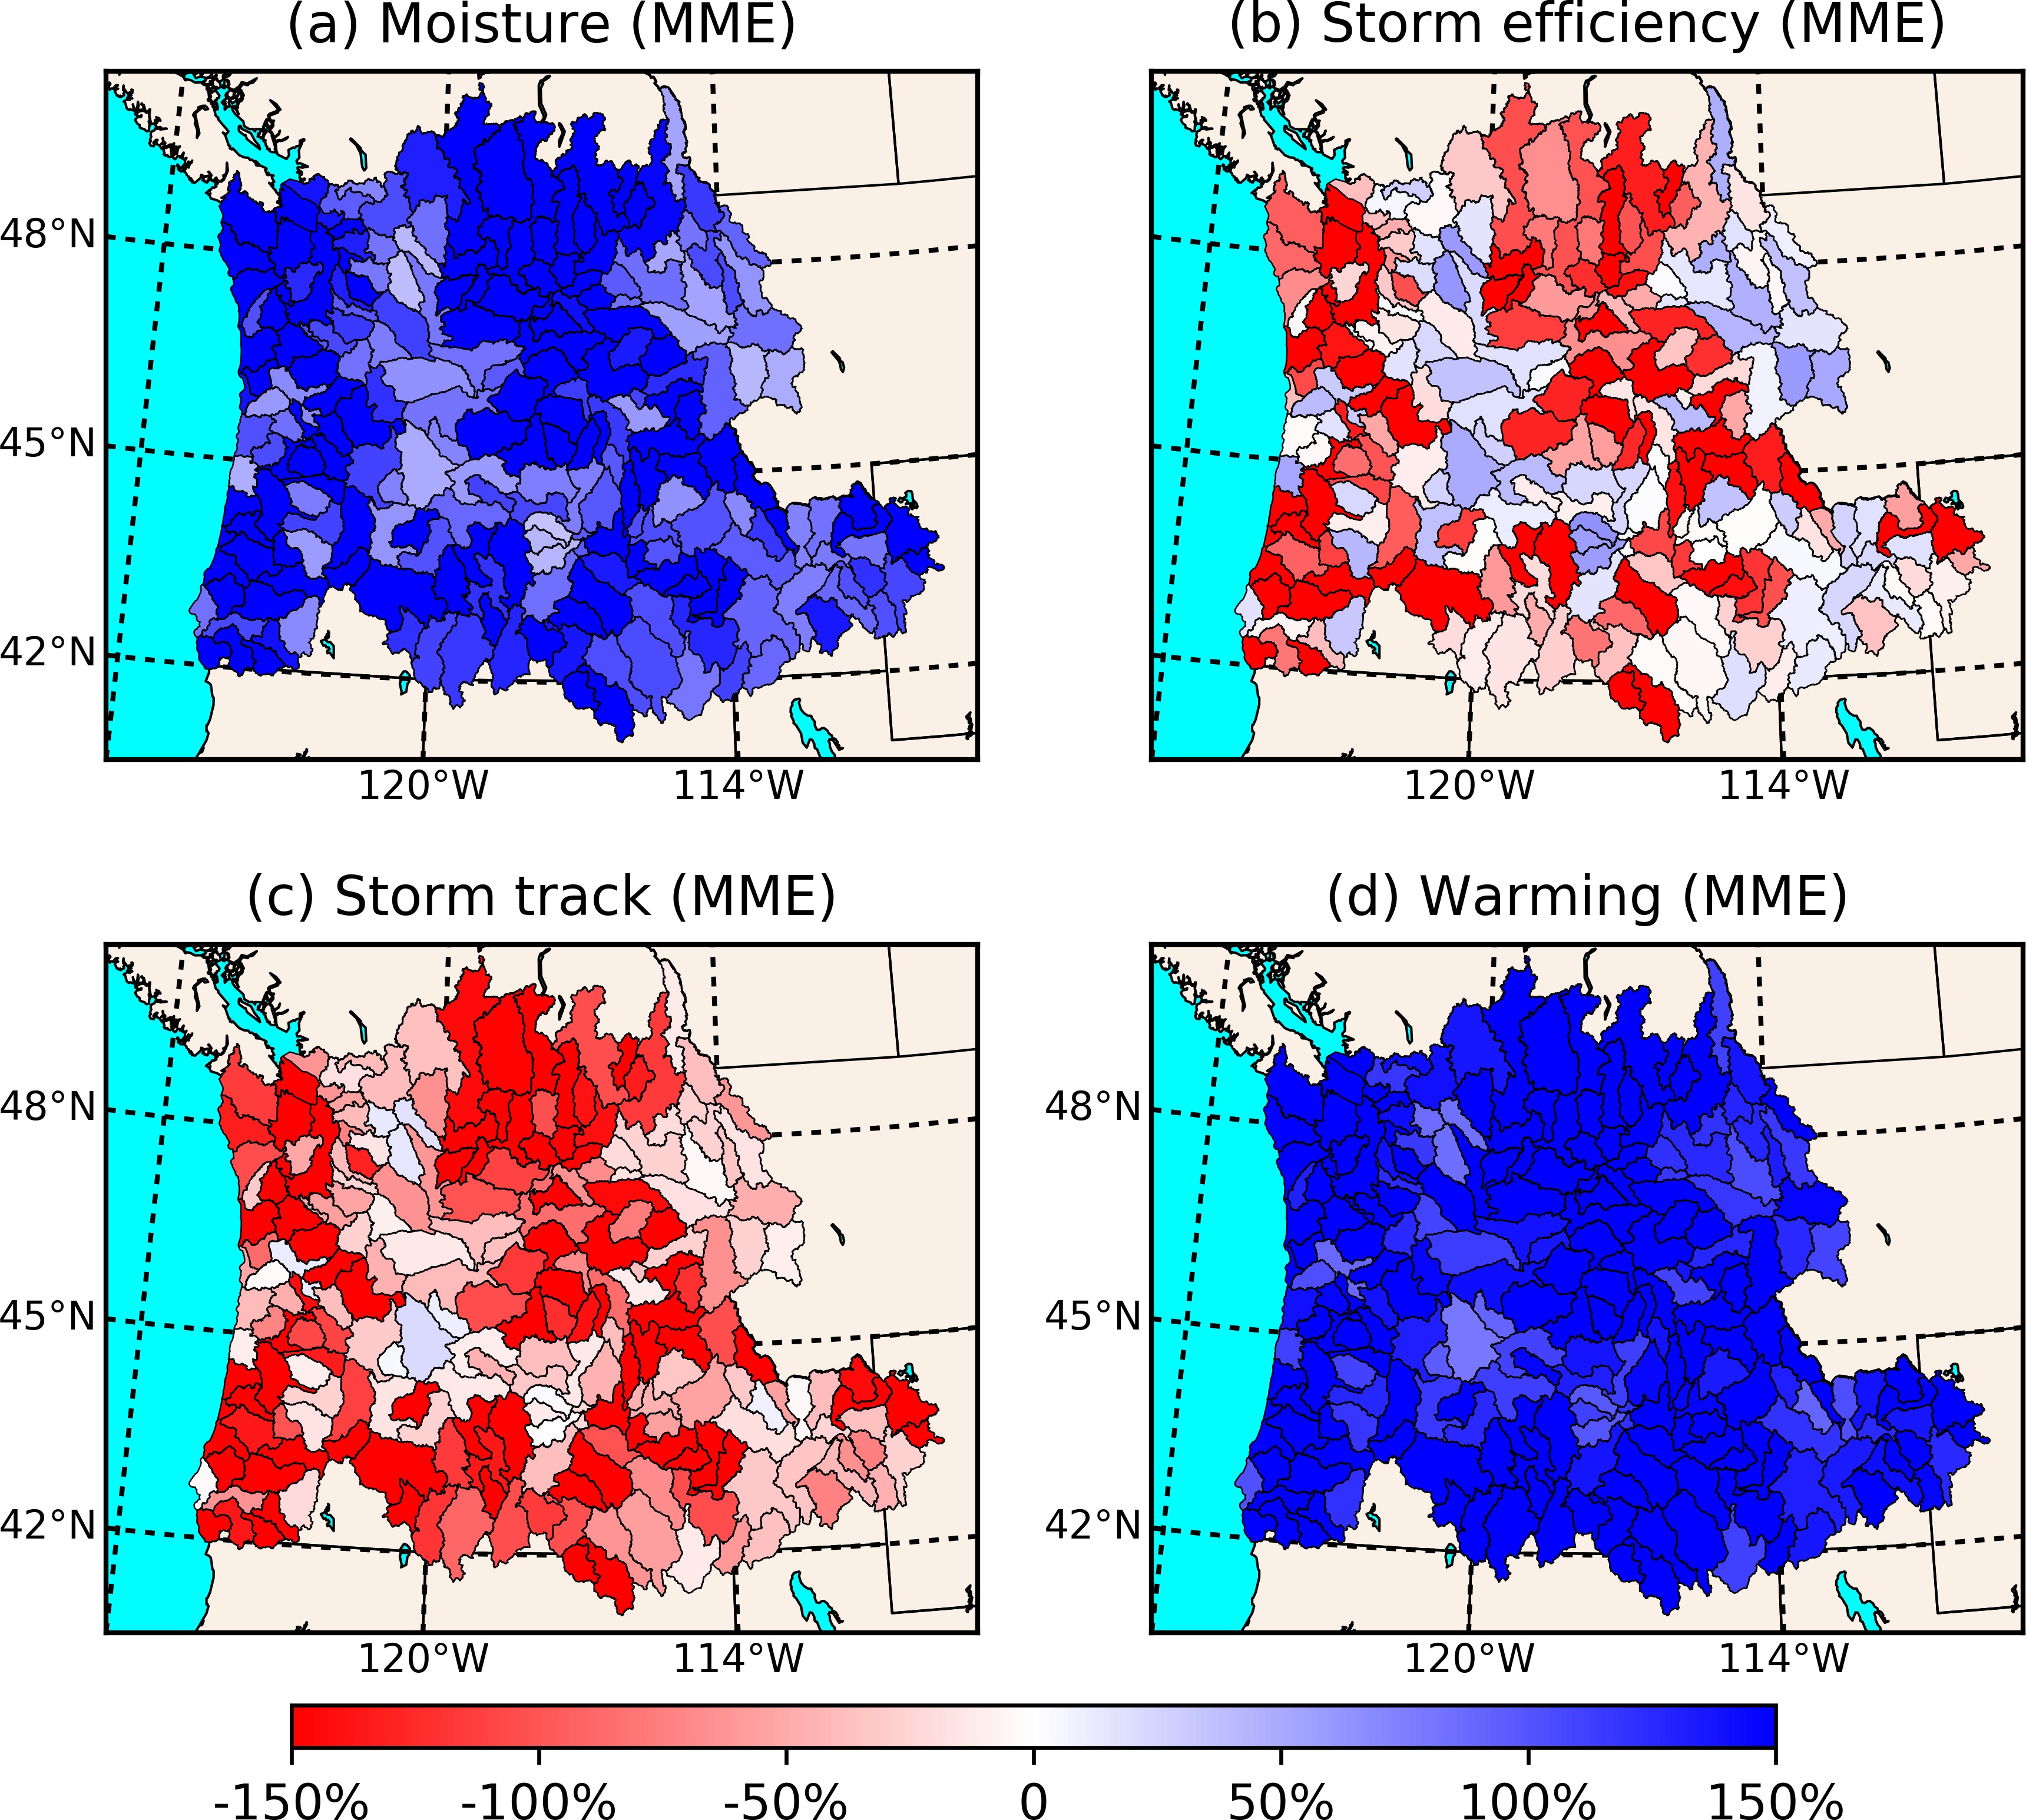 (a) Moisture (MME)
(b) Storm efficiency (MME)
48°N
45°N
42°N
120°W
114°W
120°W
114°W
(c) Storm track (MME)
(d) Warming (MME)
48°N
45°N
42°N
48°N
45°N
42°N
120°W
114°W
120°W
114°W
-150%
-100%
-50%
0
50%
100%
150%